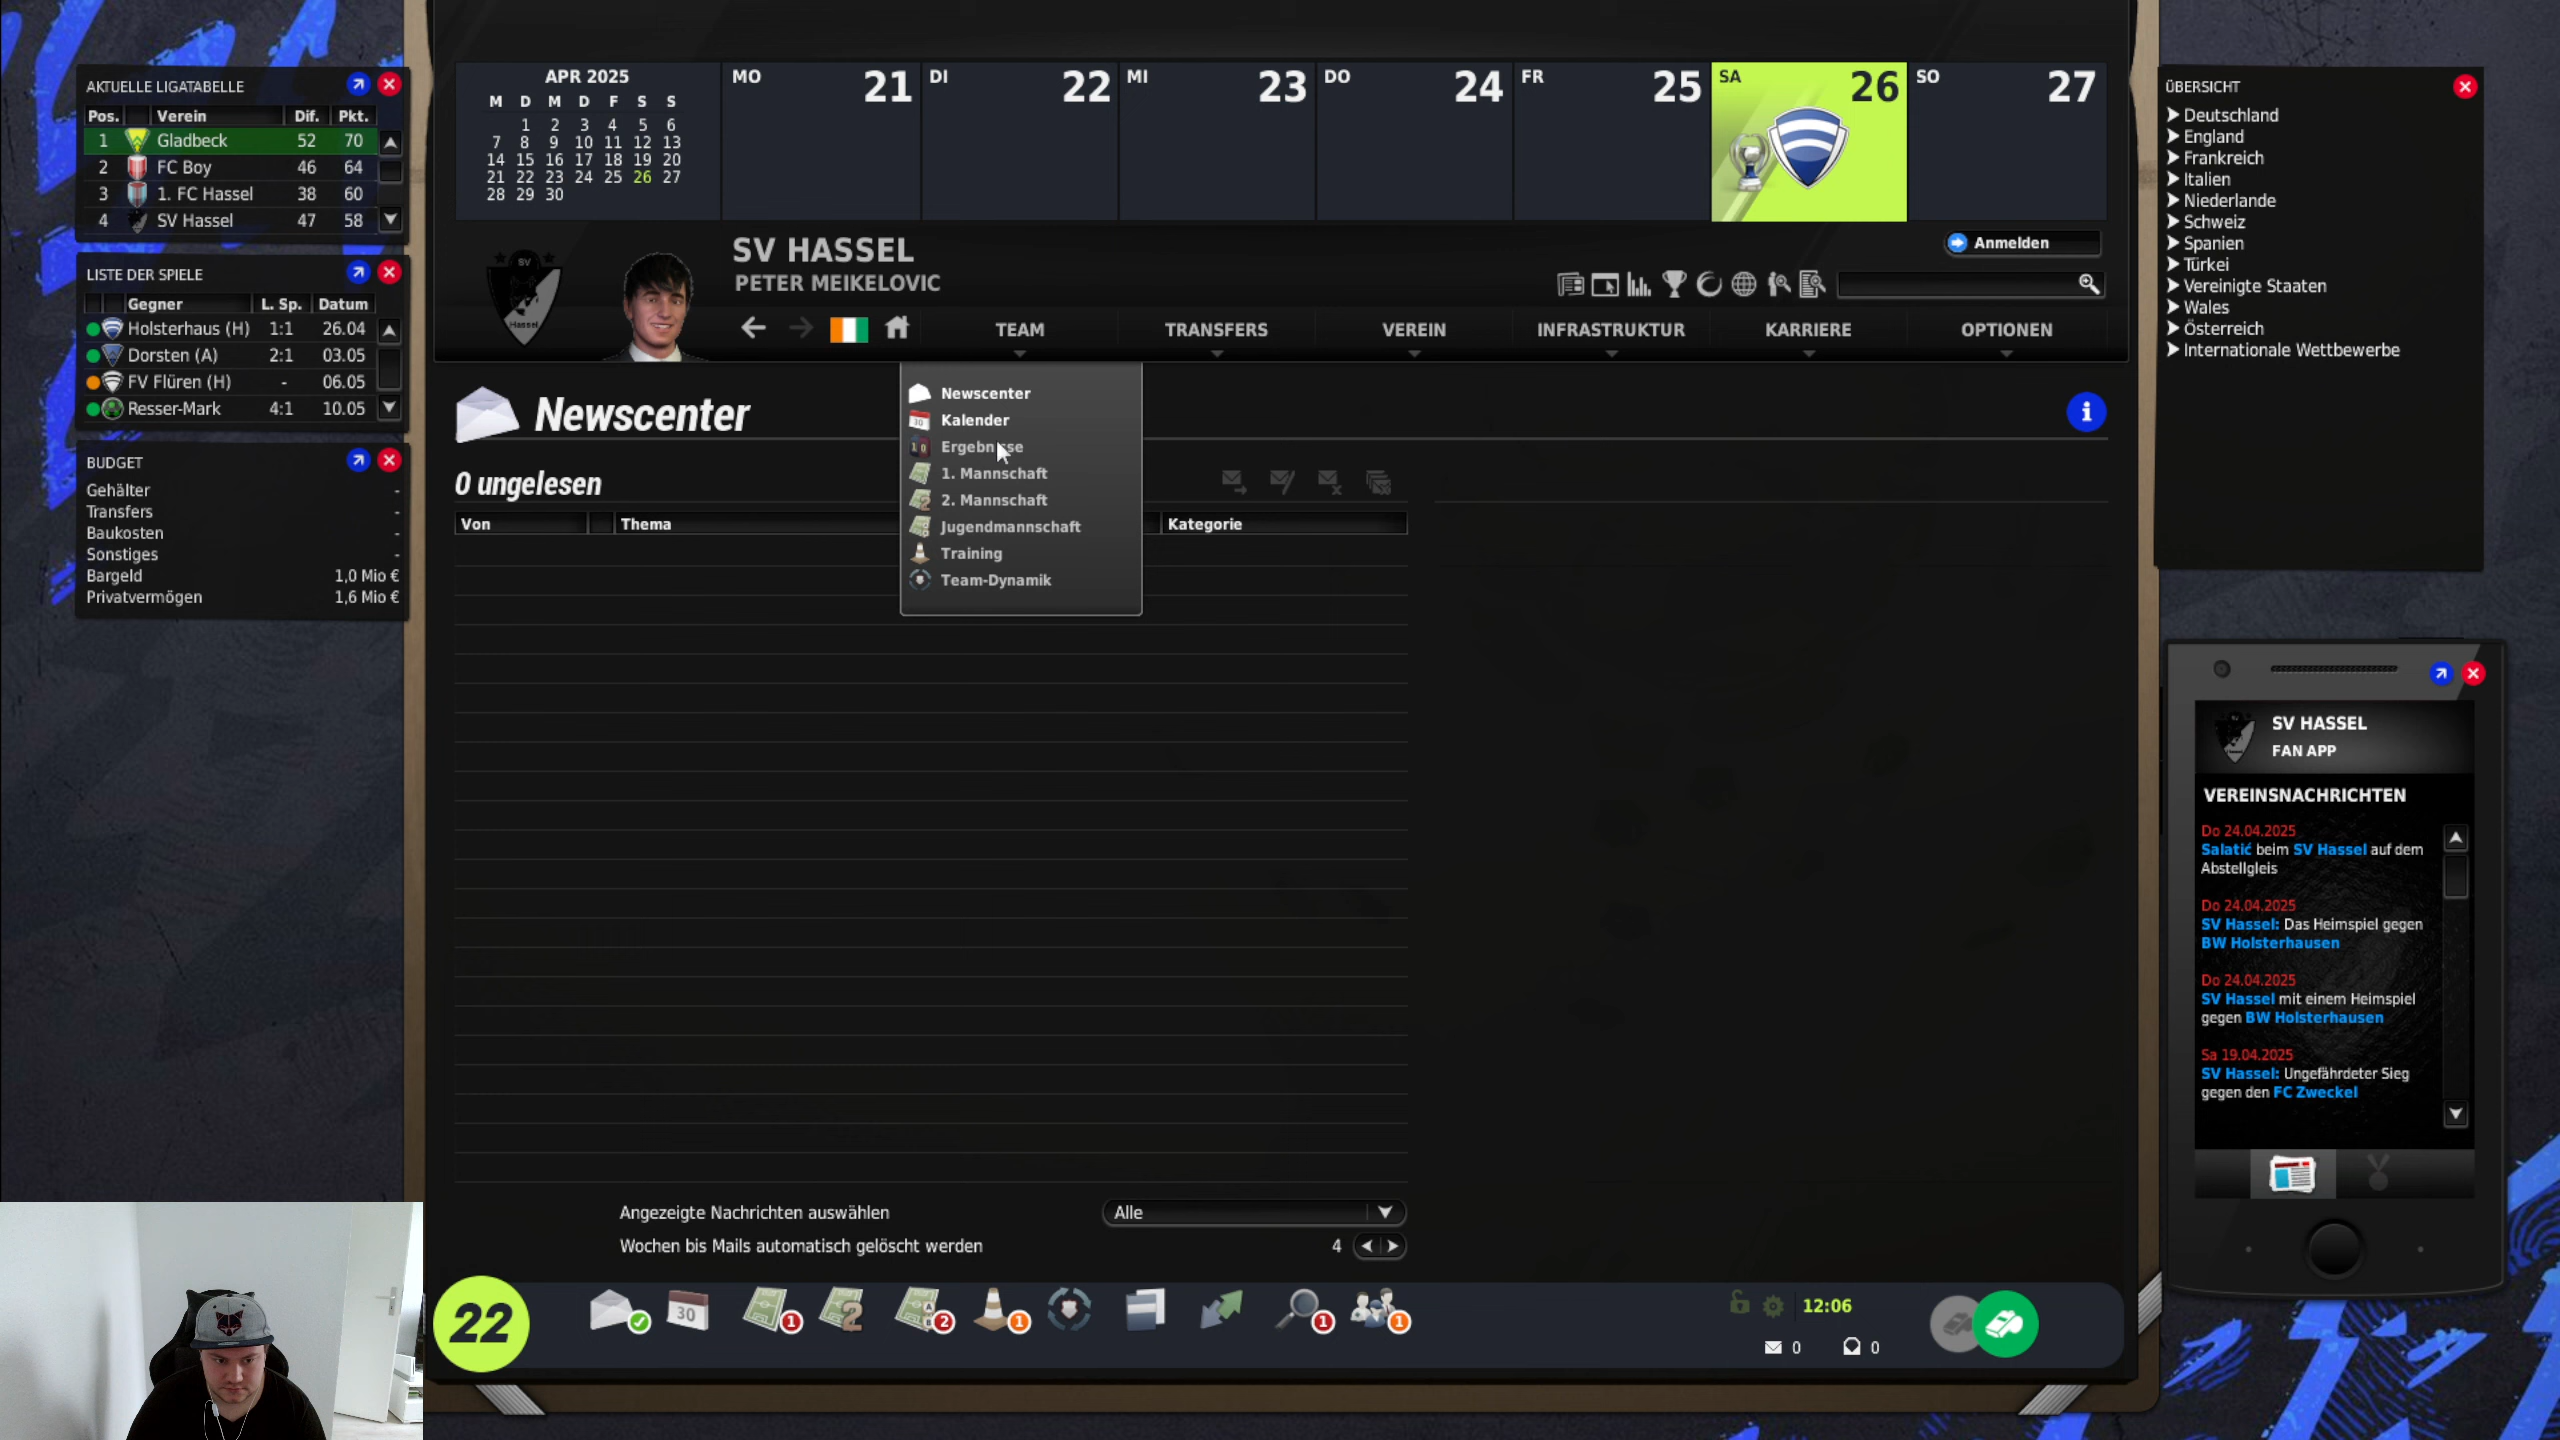 AKTUELLE LIGATABELLE
Pos. Verein Dif. Pkt.
1 Gladbeck 52 70
2 FC Boy 46 64
3 1. FC Hassel 38 60
4 SV Hassel 47 58
LISTE DER SPIELE
Gegner L. Sp. Datum
Holsterhaus (H) 1:1 26.04
Dorsten (A) 2:1 03.05
FV Flüren (H) - 06.05
Resser-Mark 4:1 10.05
BUDGET
Gehälter -
Transfers -
Baukosten -
Sonstiges -
Bargeld 1,0 Mio €
Privatvermögen 1,6 Mio €
APR 2025
M D M D F S S
1 2 3 4 5 6
7 8 9 10 11 12 13
14 15 16 17 18 19 20
21 22 23 24 25 26 27
28 29 30
MO 21
DI 22
MI 23
DO 24
FR 25
SA 26
SO 27
SV HASSEL
PETER MEIKELOVIC
Anmelden
TEAM TRANSFERS VEREIN INFRASTRUKTUR KARRIERE OPTIONEN
Newscenter
Kalender
Ergebnisse
1. Mannschaft
2. Mannschaft
Jugendmannschaft
Training
Team-Dynamik
Newscenter
0 ungelesen
Von Thema Kategorie
Angezeigte Nachrichten auswählen Alle
Wochen bis Mails automatisch gelöscht werden 4
22
30
1
2
2
1
1
1
12:06
0 0
ÜBERSICHT
Deutschland
England
Frankreich
Italien
Niederlande
Schweiz
Spanien
Türkei
Vereinigte Staaten
Wales
Österreich
Internationale Wettbewerbe
SV HASSEL
FAN APP
VEREINSNACHRICHTEN
Do 24.04.2025
Salatić beim SV Hassel auf dem
Abstellgleis
Do 24.04.2025
SV Hassel: Das Heimspiel gegen
BW Holsterhausen
Do 24.04.2025
SV Hassel mit einem Heimspiel
gegen BW Holsterhausen
Sa 19.04.2025
SV Hassel: Ungefährdeter Sieg
gegen den FC Zweckel